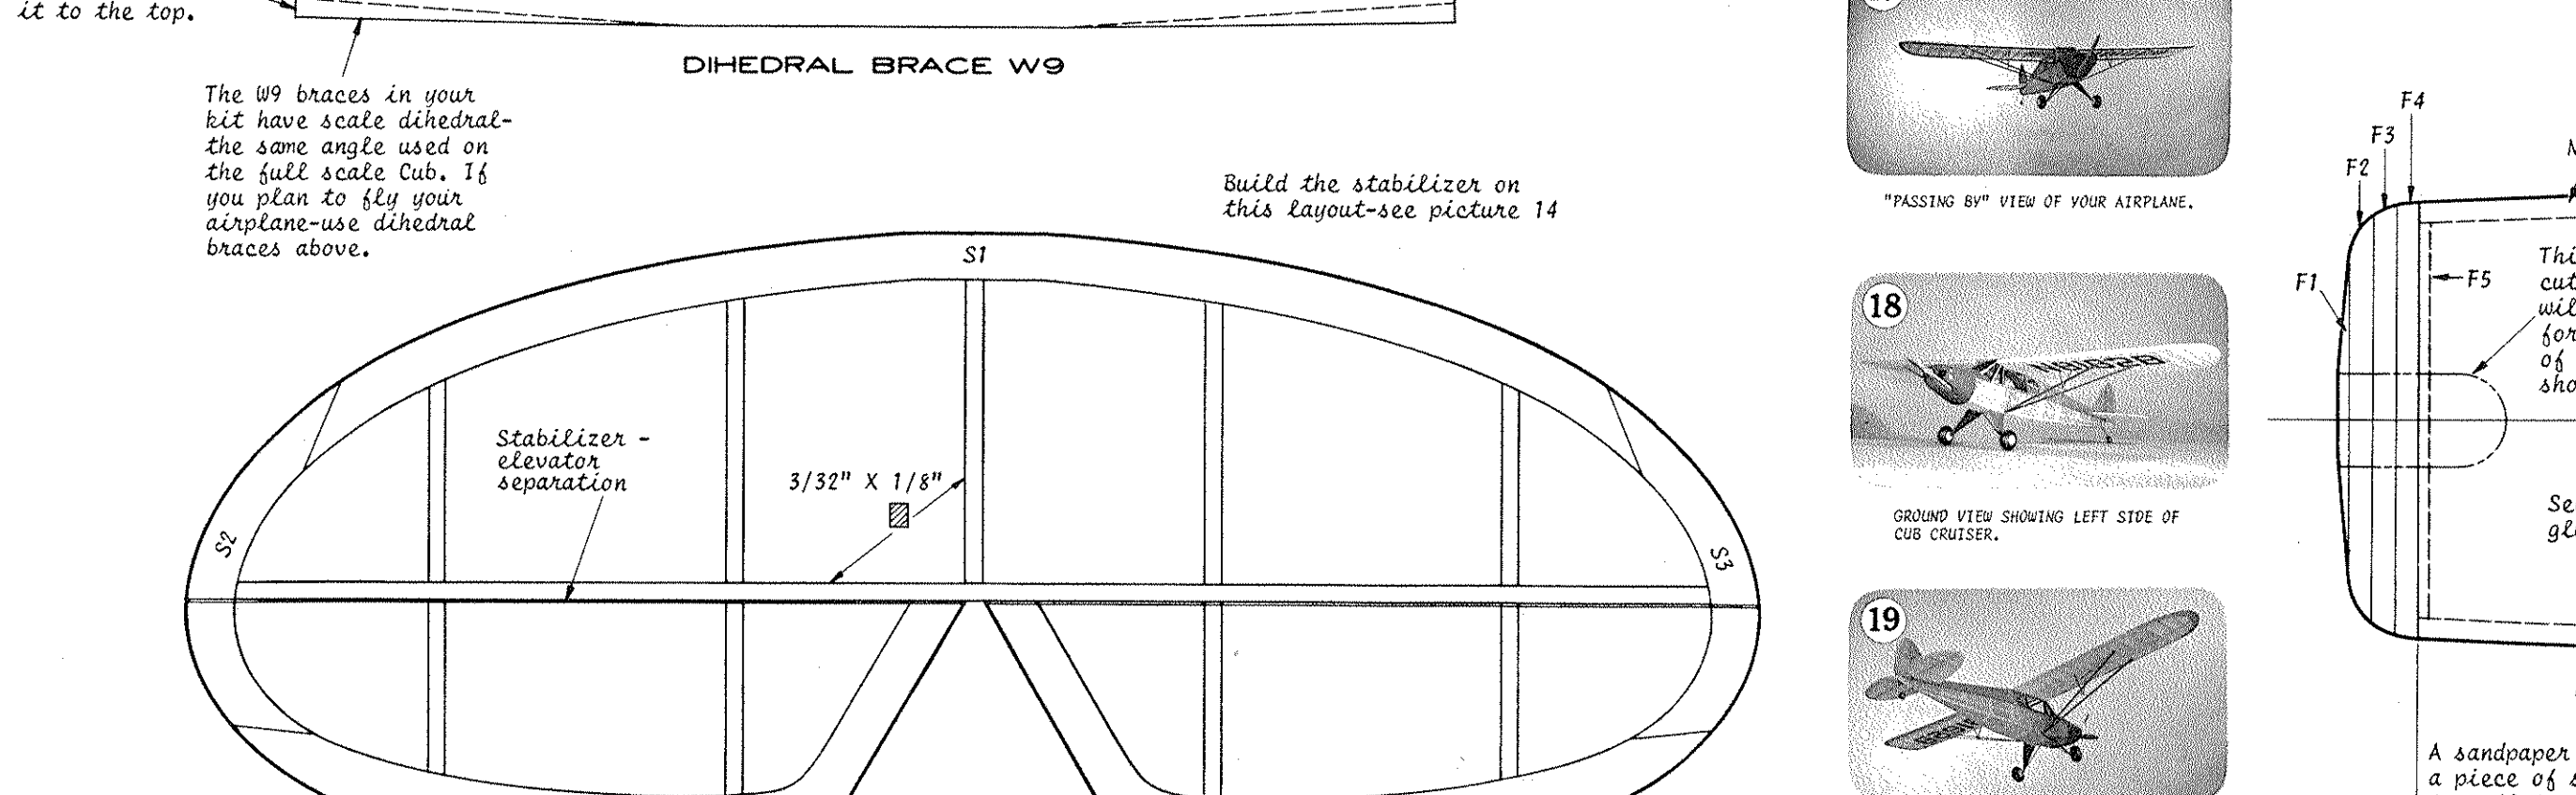 it to the top.
DIHEDRAL BRACE W9
The W9 braces in your
kit have scale dihedral-
the same angle used on
the full scale Cub. If
you plan to fly your
airplane-use dihedral
braces above.
Build the stabilizer on
this layout-see picture 14
S1
S2
S3
Stabilizer -
elevator
separation
3/32" X 1/8"
"PASSING BY" VIEW OF YOUR AIRPLANE.
18
GROUND VIEW SHOWING LEFT SIDE OF
CUB CRUISER.
19
F4
F3
F2
F1
F5
A sandpaper
a piece of